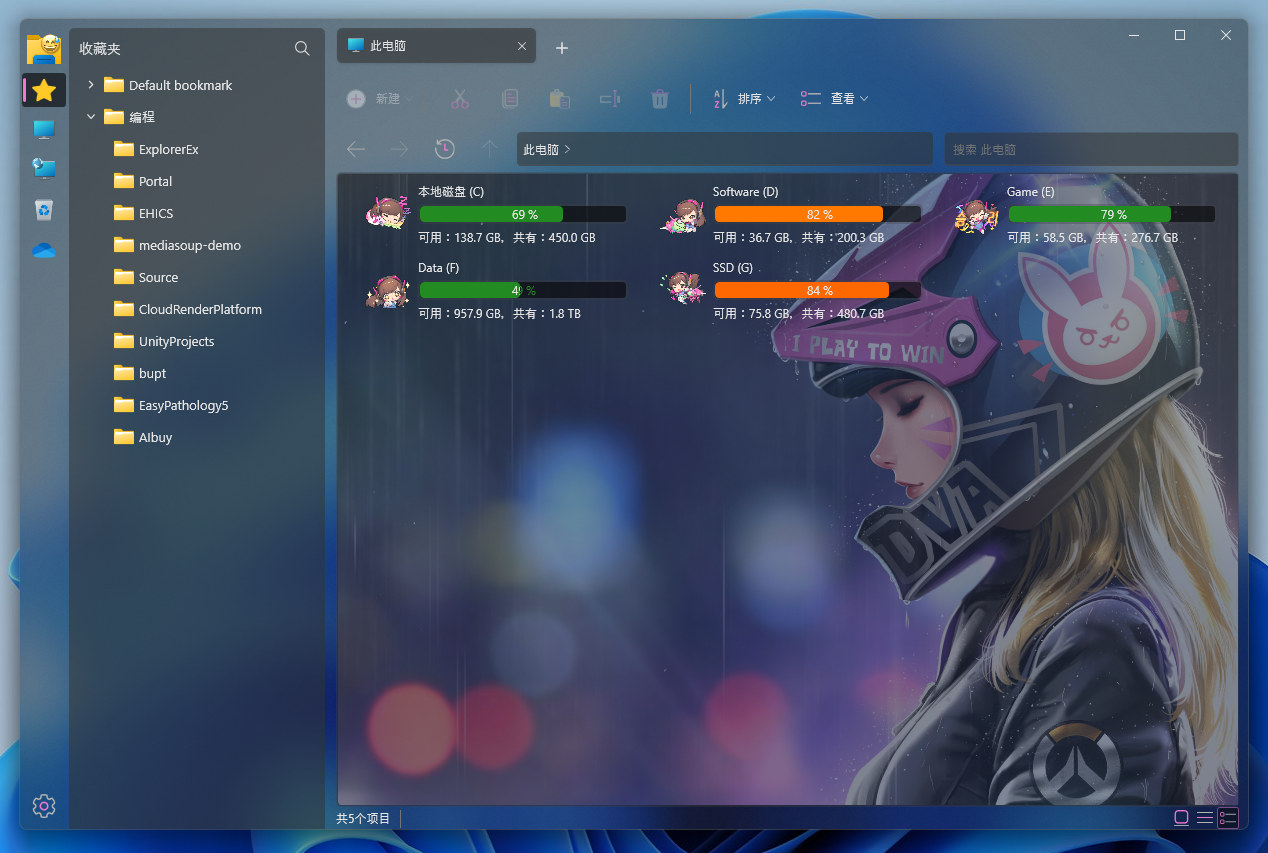 收藏夹
Default bookmark
编程
ExplorerEx
Portal
EHICS
mediasoup-demo
Source
CloudRenderPlatform
UnityProjects
bupt
EasyPathology5
AIbuy
此电脑
新建
排序
查看
此电脑
搜索 此电脑
本地磁盘 (C)
69 %
可用：138.7 GB，共有：450.0 GB
Software (D)
82 %
可用：36.7 GB，共有：200.3 GB
Game (E)
79 %
可用：58.5 GB，共有：276.7 GB
Data (F)
49 %
可用：957.9 GB，共有：1.8 TB
SSD (G)
84 %
可用：75.8 GB，共有：480.7 GB
I PLAY TO WIN
DVA
共5个项目